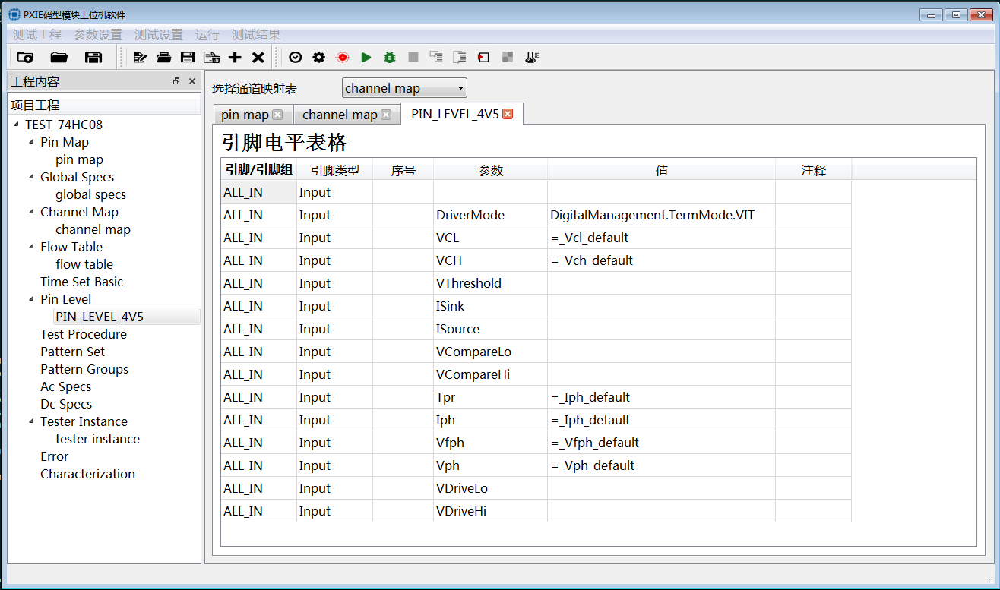 PXIE码型模块上位机软件
测试工程 参数设置 测试设置 运行 测试结果
工程内容
项目工程
TEST_74HC08
Pin Map
pin map
Global Specs
global specs
Channel Map
channel map
Flow Table
flow table
Time Set Basic
Pin Level
PIN_LEVEL_4V5
Test Procedure
Pattern Set
Pattern Groups
Ac Specs
Dc Specs
Tester Instance
tester instance
Error
Characterization
选择通道映射表 channel map
pin map channel map PIN_LEVEL_4V5
引脚电平表格
引脚/引脚组 引脚类型 序号 参数 值 注释
ALL_IN Input
ALL_IN Input DriverMode DigitalManagement.TermMode.VIT
ALL_IN Input VCL =_Vcl_default
ALL_IN Input VCH =_Vch_default
ALL_IN Input VThreshold
ALL_IN Input ISink
ALL_IN Input ISource
ALL_IN Input VCompareLo
ALL_IN Input VCompareHi
ALL_IN Input Tpr =_Iph_default
ALL_IN Input Iph =_Iph_default
ALL_IN Input Vfph =_Vfph_default
ALL_IN Input Vph =_Vph_default
ALL_IN Input VDriveLo
ALL_IN Input VDriveHi